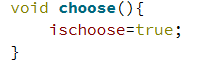 void choose(){
    ischoose=true;
}